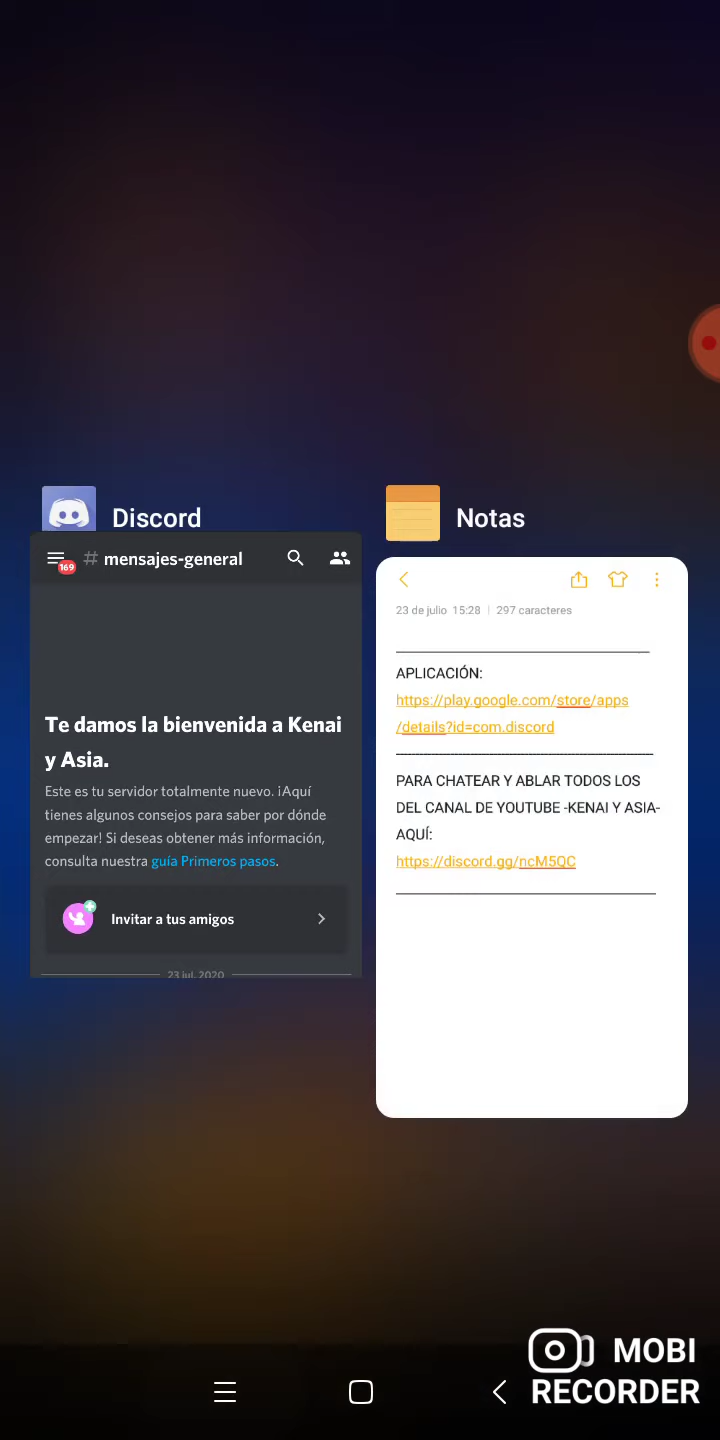 Discord
169
# mensajes-general
Te damos la bienvenida a Kenai
y Asia.
Este es tu servidor totalmente nuevo. ¡Aquí
tienes algunos consejos para saber por dónde
empezar! Si deseas obtener más información,
consulta nuestra guía Primeros pasos.
Invitar a tus amigos
23 jul. 2020
Notas
23 de julio 15:28 | 297 caracteres
APLICACIÓN:
https://play.google.com/store/apps
/details?id=com.discord
PARA CHATEAR Y ABLAR TODOS LOS
DEL CANAL DE YOUTUBE -KENAI Y ASIA-
AQUÍ:
https://discord.gg/ncM5QC
MOBI
RECORDER